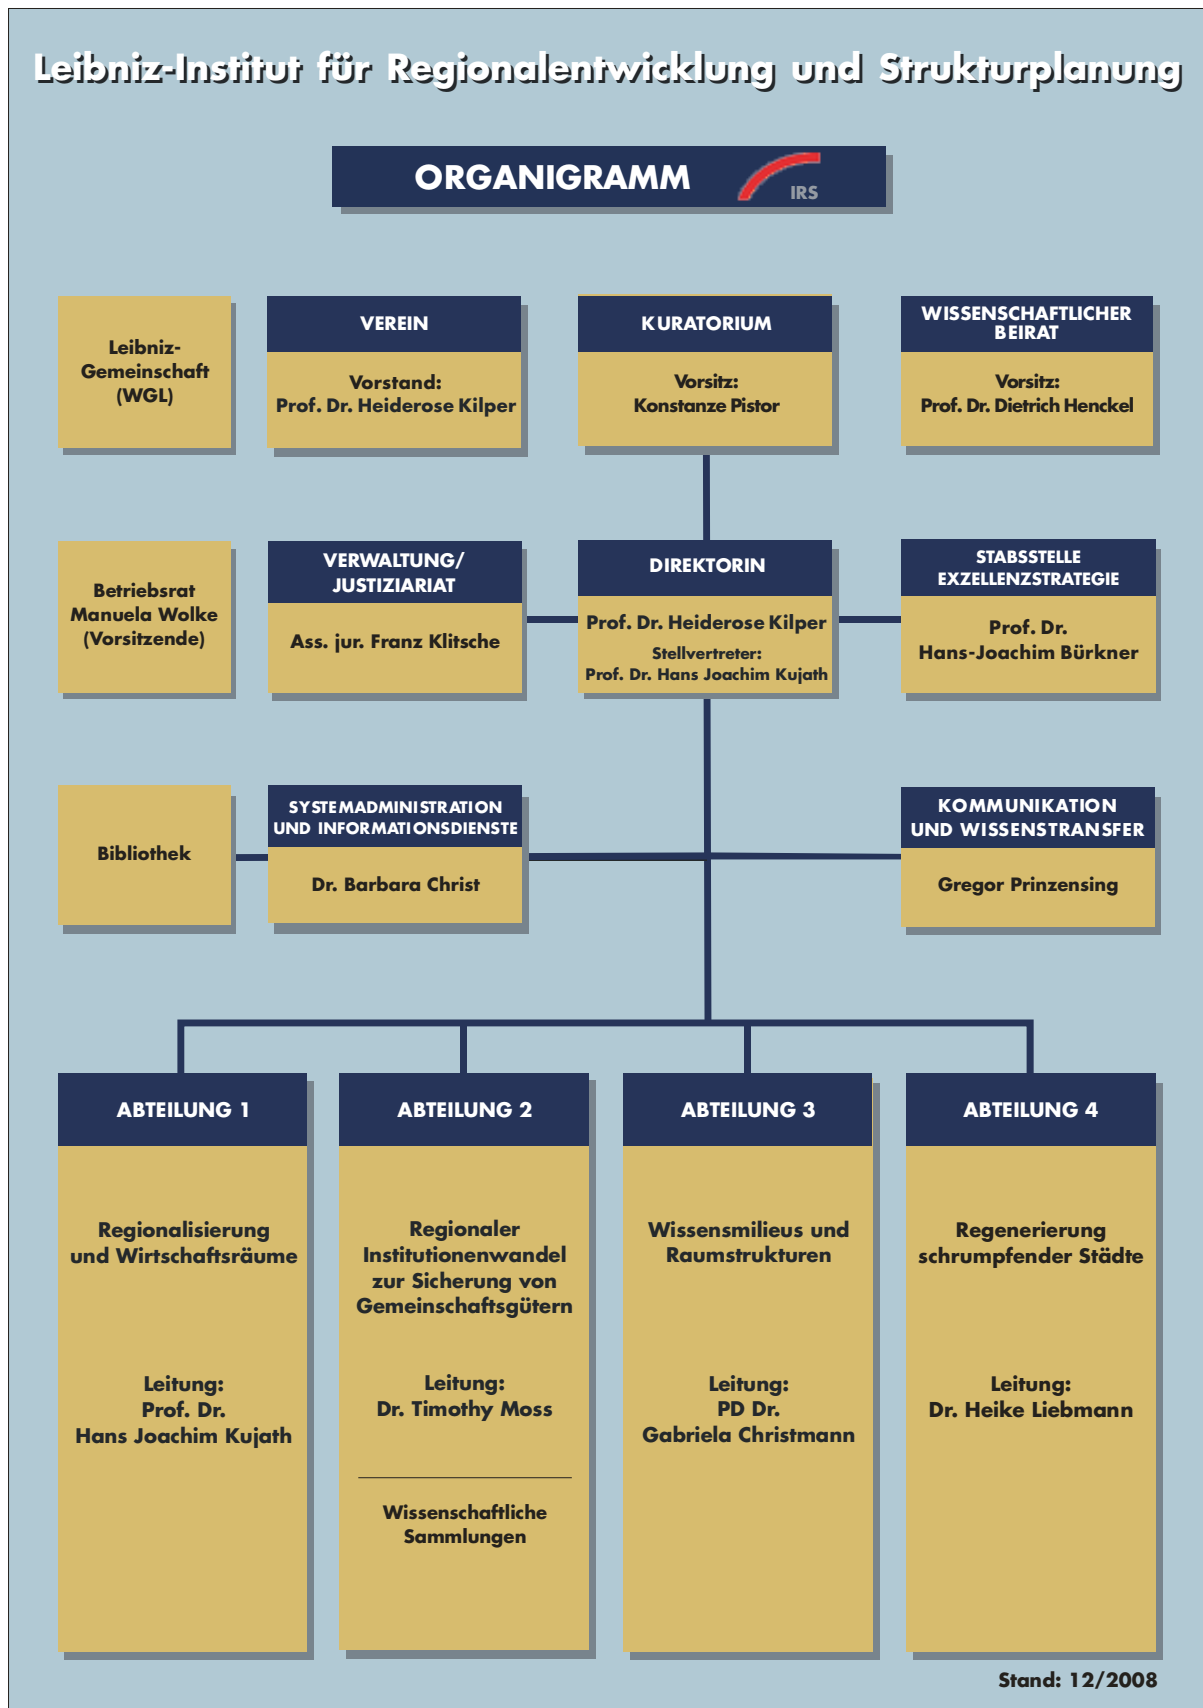 Leibniz-Institut für Regionalentwicklung und Strukturplanung
ORGANIGRAMM
IRS
Leibniz-
Gemeinschaft
(WGL)
VEREIN
Vorstand:
Prof. Dr. Heiderose Kilper
KURATORIUM
Vorsitz:
Konstanze Pistor
WISSENSCHAFTLICHER
BEIRAT
Vorsitz:
Prof. Dr. Dietrich Henckel
Betriebsrat
Manuela Wolke
(Vorsitzende)
VERWALTUNG/
JUSTIZIARIAT
Ass. jur. Franz Klitsche
DIREKTORIN
Prof. Dr. Heiderose Kilper
Stellvertreter:
Prof. Dr. Hans Joachim Kujath
STABSSTELLE
EXZELLENZSTRATEGIE
Prof. Dr.
Hans-Joachim Bürkner
Bibliothek
SYSTEMADMINISTRATION
UND INFORMATIONSDIENSTE
Dr. Barbara Christ
KOMMUNIKATION
UND WISSENSTRANSFER
Gregor Prinzensing
ABTEILUNG 1
Regionalisierung
und Wirtschaftsräume
Leitung:
Prof. Dr.
Hans Joachim Kujath
ABTEILUNG 2
Regionaler
Institutionenwandel
zur Sicherung von
Gemeinschaftsgütern
Leitung:
Dr. Timothy Moss
Wissenschaftliche
Sammlungen
ABTEILUNG 3
Wissensmilieus und
Raumstrukturen
Leitung:
PD Dr.
Gabriela Christmann
ABTEILUNG 4
Regenerierung
schrumpfender Städte
Leitung:
Dr. Heike Liebmann
Stand: 12/2008